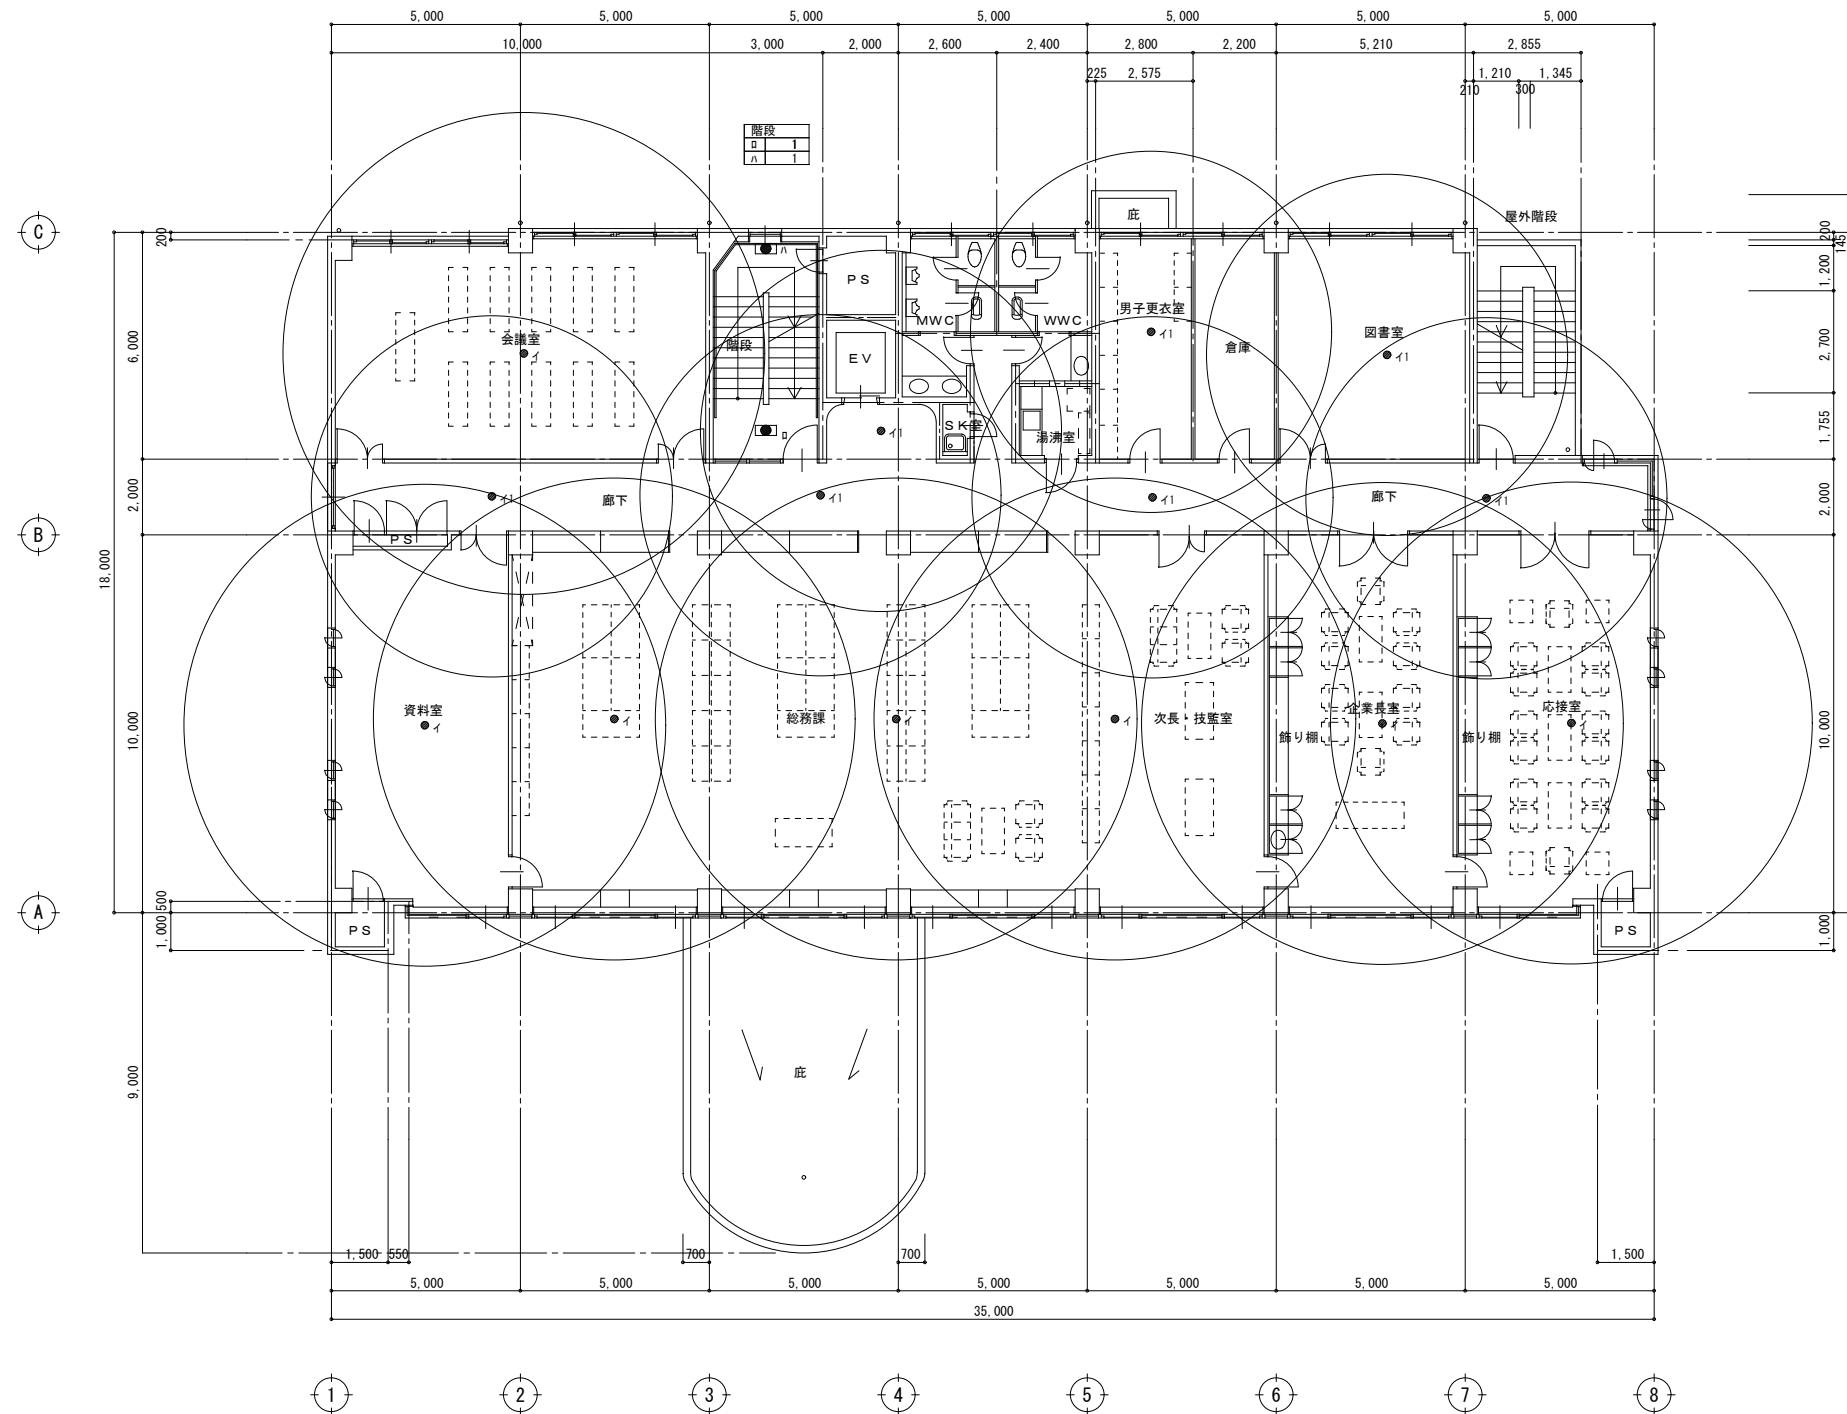 5,000 5,000 5,000 5,000 5,000 5,000 5,000
10,000 3,000 2,000 2,600 2,400 2,800 2,200 5,210 2,855
225 2,575 1,210 1,345
210 300
階段
ロ 1
ハ 1
C
200
庇
屋外階段
200
145
ハ
1,200
PS
男子更衣室
MWC
WWC
イ1
図書室
会議室
階段
倉庫
イ
EV
イ1
6,000
2,700
イ1
SK室
ロ
湯沸室
1,755
イ1
廊下
イ1
イ1
廊下
イ1
2,000
2,000
B
PS
18,000
資料室
イ
イ
総務課
イ
イ
次長・技監室
企業長室
イ
応接室
イ
飾り棚
飾り棚
10,000
10,000
500
A
1,000
PS
PS
1,000
庇
9,000
1,500 550 700 700 1,500
5,000 5,000 5,000 5,000 5,000 5,000 5,000
35,000
1 2 3 4 5 6 7 8